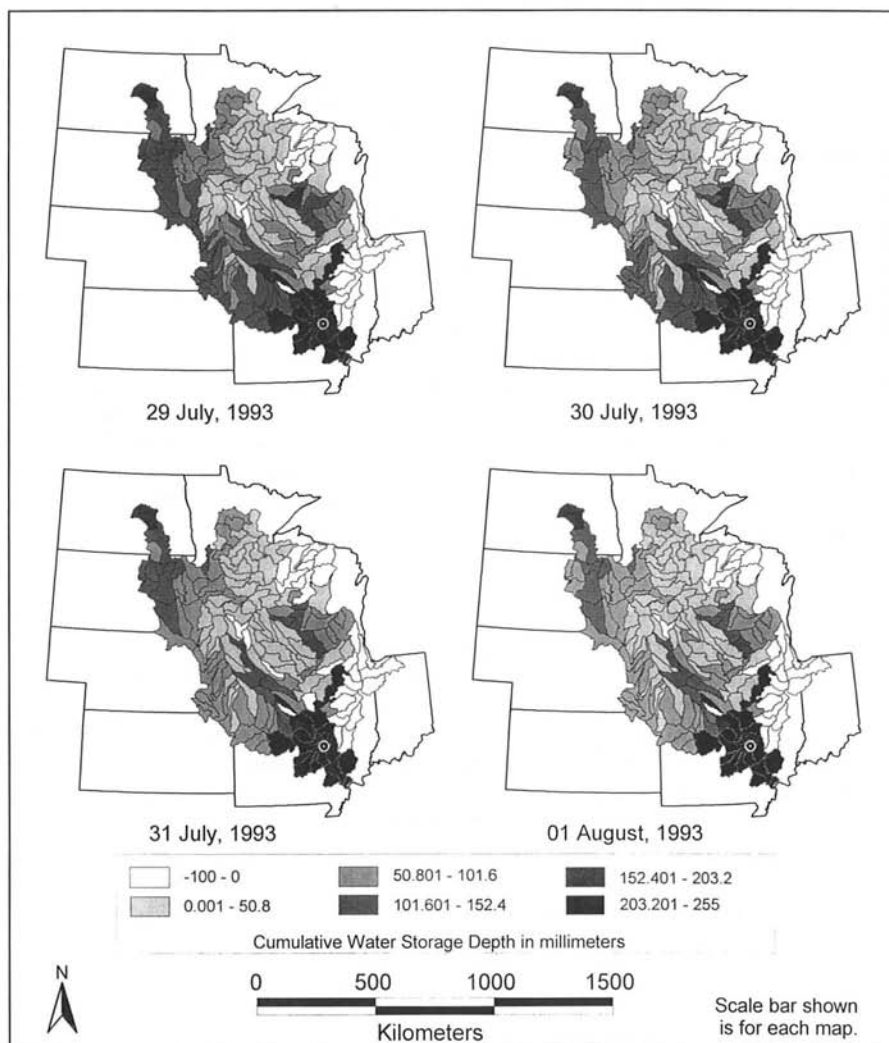 29 July, 1993
30 July, 1993
31 July, 1993
01 August, 1993
-100 - 0
50.801 - 101.6
152.401 - 203.2
0.001 - 50.8
101.601 - 152.4
203.201 - 255
Cumulative Water Storage Depth in millimeters
N
0 500 1000 1500
Kilometers
Scale bar shown
is for each map.